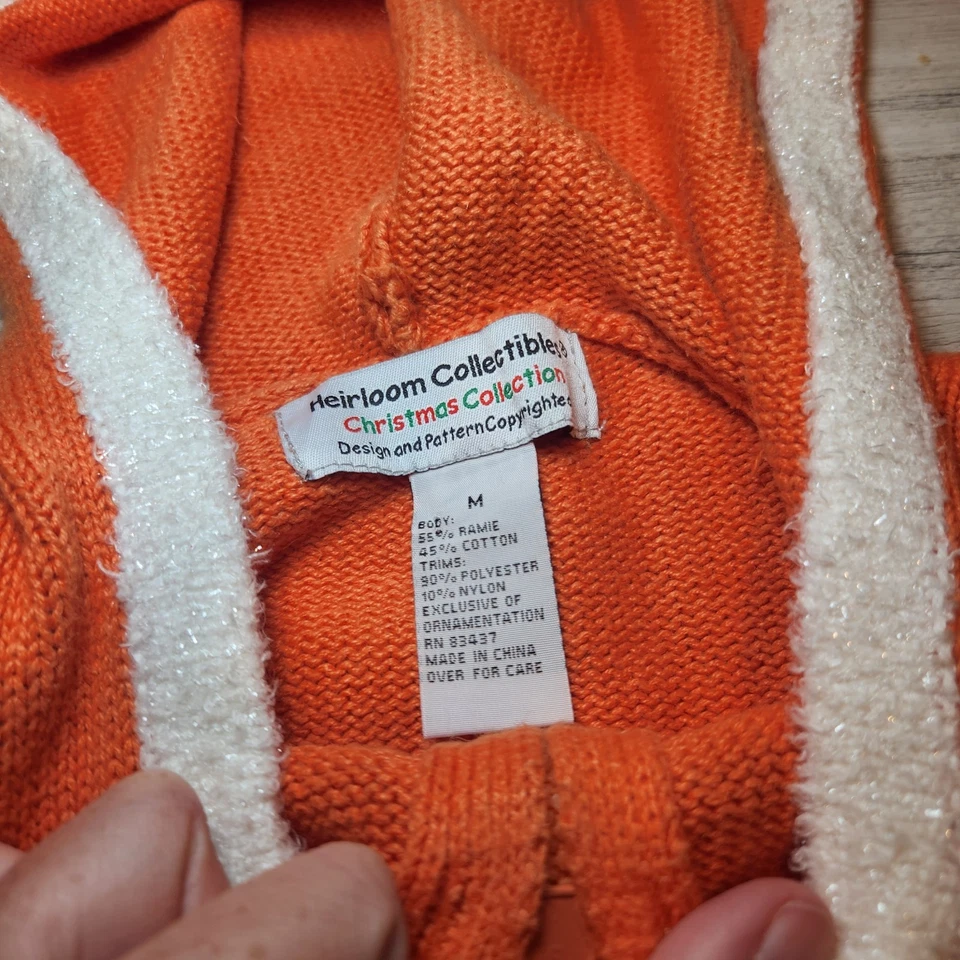 Heirloom Collectibles®
Christmas Collection
Design and Pattern Copyrighted
M
BODY:
55% RAMIE
45% COTTON
TRIMS:
90% POLYESTER
10% NYLON
EXCLUSIVE OF
ORNAMENTATION
RN 83437
MADE IN CHINA
OVER FOR CARE